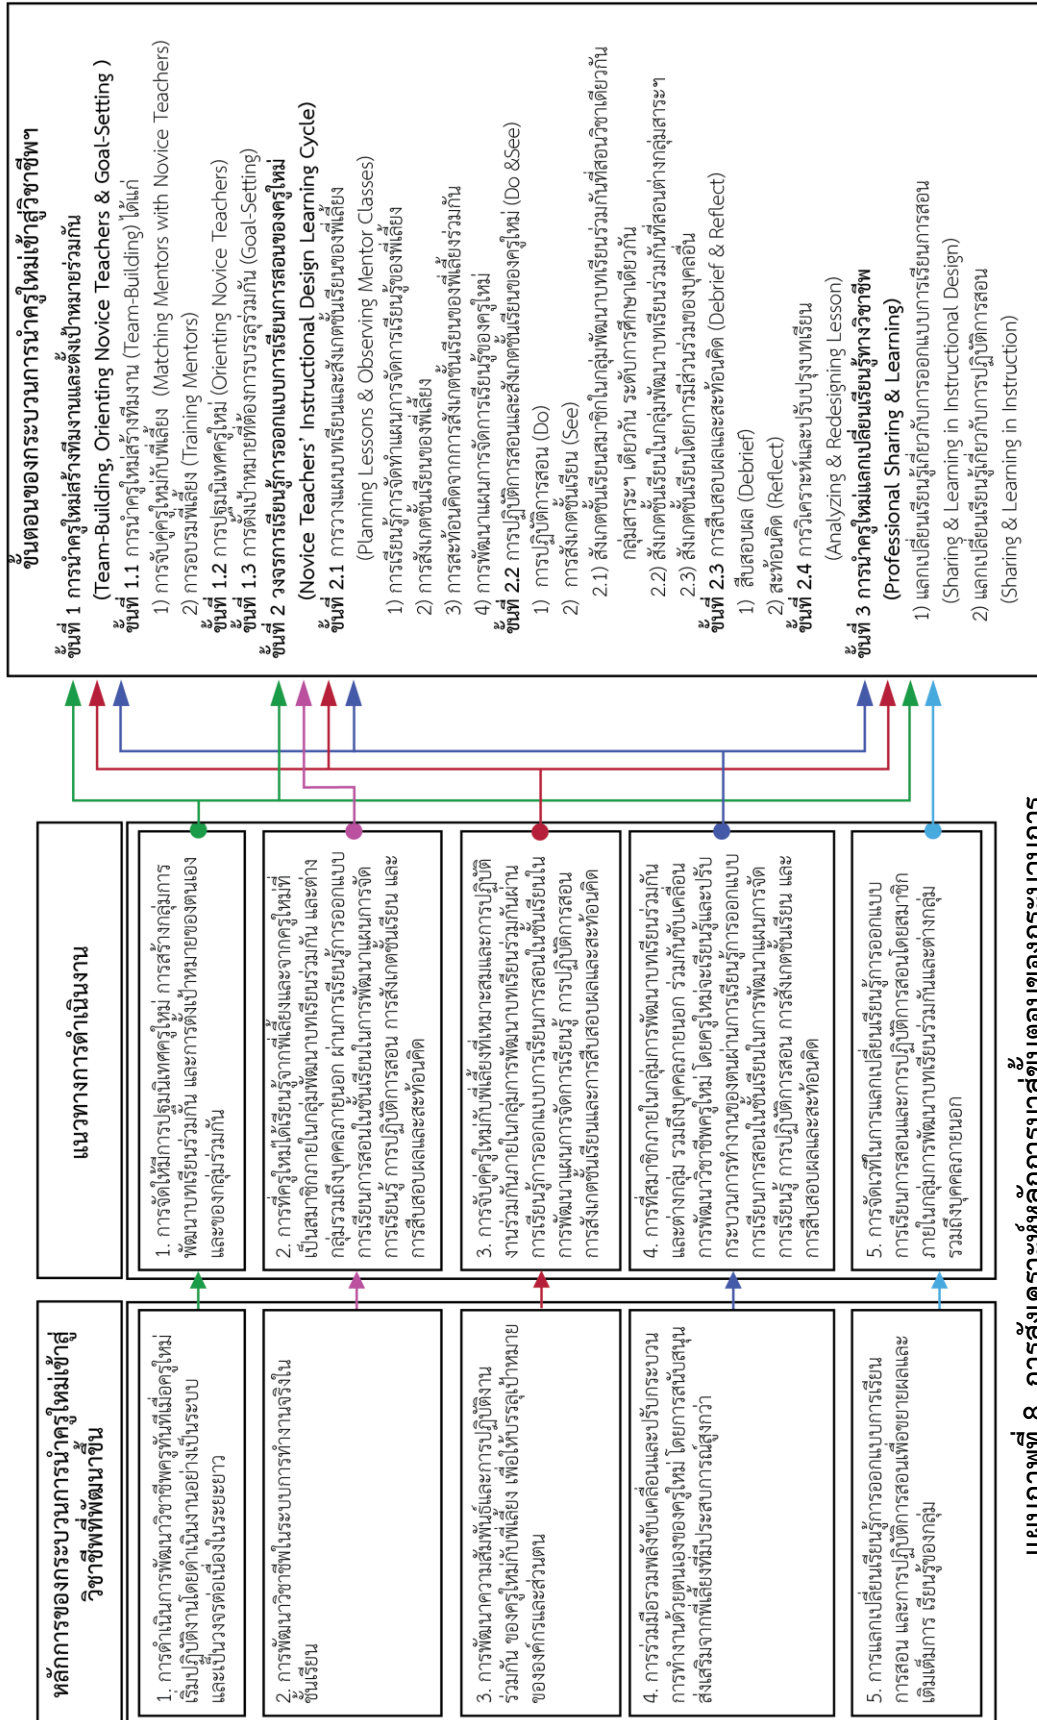 หลักการของกระบวนการนำครูใหม่เข้าสู่
วิชาชีพที่พัฒนาขึ้น
1. การดำเนินการพัฒนาวิชาชีพครูทันทีเมื่อครูใหม่
เริ่มปฏิบัติงานโดยดำเนินงานอย่างเป็นระบบ
และเป็นวงจรต่อเนื่องในระยะยาว
2. การพัฒนาวิชาชีพในระบบการทำงานจริงใน
ชั้นเรียน
3. การพัฒนาความสัมพันธ์และการปฏิบัติงาน
ร่วมกัน ของครูใหม่กับพี่เลี้ยง เพื่อให้บรรลุเป้าหมาย
ขององค์กรและส่วนตน
4. การร่วมมือรวมพลังขับเคลื่อนและปรับกระบวน
การทำงานด้วยตนเองของครูใหม่ โดยการสนับสนุน
ส่งเสริมจากพี่เลี้ยงที่มีประสบการณ์สูงกว่า
5. การแลกเปลี่ยนเรียนรู้การออกแบบการเรียน
การสอน และการปฏิบัติการสอนเพื่อขยายผลและ
เติมเต็มการ เรียนรู้ของกลุ่ม
แนวทางการดำเนินงาน
1. การจัดให้มีการปฐมนิเทศครูใหม่ การสร้างกลุ่มการ
พัฒนาบทเรียนร่วมกัน และการตั้งเป้าหมายของตนเอง
และของกลุ่มร่วมกัน
2. การที่ครูใหม่ได้เรียนรู้จากพี่เลี้ยงและจากครูใหม่ที่
เป็นสมาชิกภายในกลุ่มพัฒนาบทเรียนร่วมกัน และต่าง
กลุ่มรวมถึงบุคคลภายนอก ผ่านการเรียนรู้การออกแบบ
การเรียนการสอนในชั้นเรียนในการพัฒนาแผนการจัด
การเรียนรู้ การปฏิบัติการสอน การสังเกตชั้นเรียน และ
การสืบสอบผลและสะท้อนคิด
3. การจับคู่ครูใหม่กับพี่เลี้ยงที่เหมาะสมและการปฏิบัติ
งานร่วมกันภายในกลุ่มการพัฒนาบทเรียนร่วมกันผ่าน
การเรียนรู้การออกแบบการเรียนการสอนในชั้นเรียนใน
การพัฒนาแผนการจัดการเรียนรู้ การปฏิบัติการสอน
การสังเกตชั้นเรียนและการสืบสอบผลและสะท้อนคิด
4. การที่สมาชิกภายในกลุ่มการพัฒนาบทเรียนร่วมกัน
และต่างกลุ่ม รวมถึงบุคคลภายนอก ร่วมกันขับเคลื่อน
การพัฒนาวิชาชีพครูใหม่ โดยครูใหม่จะเรียนรู้และปรับ
กระบวนการทำงานของตนผ่านการเรียนรู้การออกแบบ
การเรียนการสอนในชั้นเรียนในการพัฒนาแผนการจัด
การเรียนรู้ การปฏิบัติการสอน การสังเกตชั้นเรียน และ
การสืบสอบผลและสะท้อนคิด
5. การจัดเวทีในการแลกเปลี่ยนเรียนรู้การออกแบบ
การเรียนการสอนและการปฏิบัติการสอนโดยสมาชิก
ภายในกลุ่มการพัฒนาบทเรียนร่วมกันและต่างกลุ่ม
รวมถึงบุคคลภายนอก
ขั้นตอนของกระบวนการนำครูใหม่เข้าสู่วิชาชีพฯ
ขั้นที่ 1 การนำครูใหม่สร้างทีมงานและตั้งเป้าหมายร่วมกัน
(Team-Building, Orienting Novice Teachers & Goal-Setting )
ขั้นที่ 1.1 การนำครูใหม่สร้างทีมงาน (Team-Building) ได้แก่
1) การจับคู่ครูใหม่กับพี่เลี้ยง (Matching Mentors with Novice Teachers)
2) การอบรมพี่เลี้ยง (Training Mentors)
ขั้นที่ 1.2 การปฐมนิเทศครูใหม่ (Orienting Novice Teachers)
ขั้นที่ 1.3 การตั้งเป้าหมายที่ต้องการบรรลุร่วมกัน (Goal-Setting)
ขั้นที่ 2 วงจรการเรียนรู้การออกแบบการเรียนการสอนของครูใหม่
(Novice Teachers' Instructional Design Learning Cycle)
ขั้นที่ 2.1 การวางแผนบทเรียนและสังเกตชั้นเรียนของพี่เลี้ยง
(Planning Lessons & Observing Mentor Classes)
1) การเรียนรู้การจัดทำแผนการจัดการเรียนรู้ของพี่เลี้ยง
2) การสังเกตชั้นเรียนของพี่เลี้ยง
3) การสะท้อนคิดจากการสังเกตชั้นเรียนของพี่เลี้ยงร่วมกัน
4) การพัฒนาแผนการจัดการเรียนรู้ของครูใหม่
ขั้นที่ 2.2 การปฏิบัติการสอนและสังเกตชั้นเรียนของครูใหม่ (Do &See)
1) การปฏิบัติการสอน (Do)
2) การสังเกตชั้นเรียน (See)
2.1) สังเกตชั้นเรียนสมาชิกในกลุ่มพัฒนาบทเรียนร่วมกันที่สอนวิชาเดียวกัน
กลุ่มสาระฯ เดียวกัน ระดับการศึกษาเดียวกัน
2.2) สังเกตชั้นเรียนในกลุ่มพัฒนาบทเรียนร่วมกันที่สอนต่างกลุ่มสาระฯ
2.3) สังเกตชั้นเรียนโดยการมีส่วนร่วมของบุคคลอื่น
ขั้นที่ 2.3 การสืบสอบผลและสะท้อนคิด (Debrief & Reflect)
1) สืบสอบผล (Debrief)
2) สะท้อนคิด (Reflect)
ขั้นที่ 2.4 การวิเคราะห์และปรับปรุงบทเรียน
(Analyzing & Redesigning Lesson)
ขั้นที่ 3 การนำครูใหม่แลกเปลี่ยนเรียนรู้ทางวิชาชีพ
(Professional Sharing & Learning)
1) แลกเปลี่ยนเรียนรู้เกี่ยวกับการออกแบบการเรียนการสอน
(Sharing & Learning in Instructional Design)
2) แลกเปลี่ยนเรียนรู้เกี่ยวกับการปฏิบัติการสอน
(Sharing & Learning in Instruction)
แผนภาพที่ 8 การสังเคราะห์หลักการมาสู่ขั้นตอนของกระบวนการ